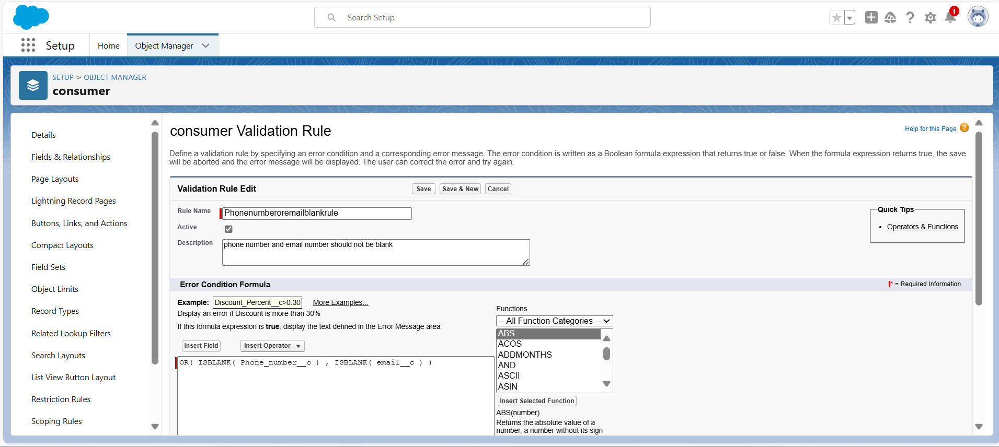 Search Setup
1
Setup
Home
Object Manager
SETUP > OBJECT MANAGER
consumer
Details
Fields & Relationships
Page Layouts
Lightning Record Pages
Buttons, Links, and Actions
Compact Layouts
Field Sets
Object Limits
Record Types
Related Lookup Filters
Search Layouts
List View Button Layout
Restriction Rules
Scoping Rules
consumer Validation Rule
Help for this Page ?
Define a validation rule by specifying an error condition and a corresponding error message. The error condition is written as a Boolean formula expression that returns true or false. When the formula expression returns true, the save
will be aborted and the error message will be displayed. The user can correct the error and try again.
Validation Rule Edit
Save
Save & New
Cancel
Rule Name
Phonenumberoremailblankrule
Active
Description
phone number and email number should not be blank
Quick Tips
• Operators & Functions
Error Condition Formula
* = Required Information
Example: Discount_Percent__c>0.30 More Examples...
Display an error if Discount is more than 30%
If this formula expression is true, display the text defined in the Error Message area
Insert Field
Insert Operator
OR( ISBLANK( Phone_number__c ) , ISBLANK( email__c ) )
Functions
-- All Function Categories --
ABS
ACOS
ADDMONTHS
AND
ASCII
ASIN
Insert Selected Function
ABS(number)
Returns the absolute value of a
number, a number without its sign